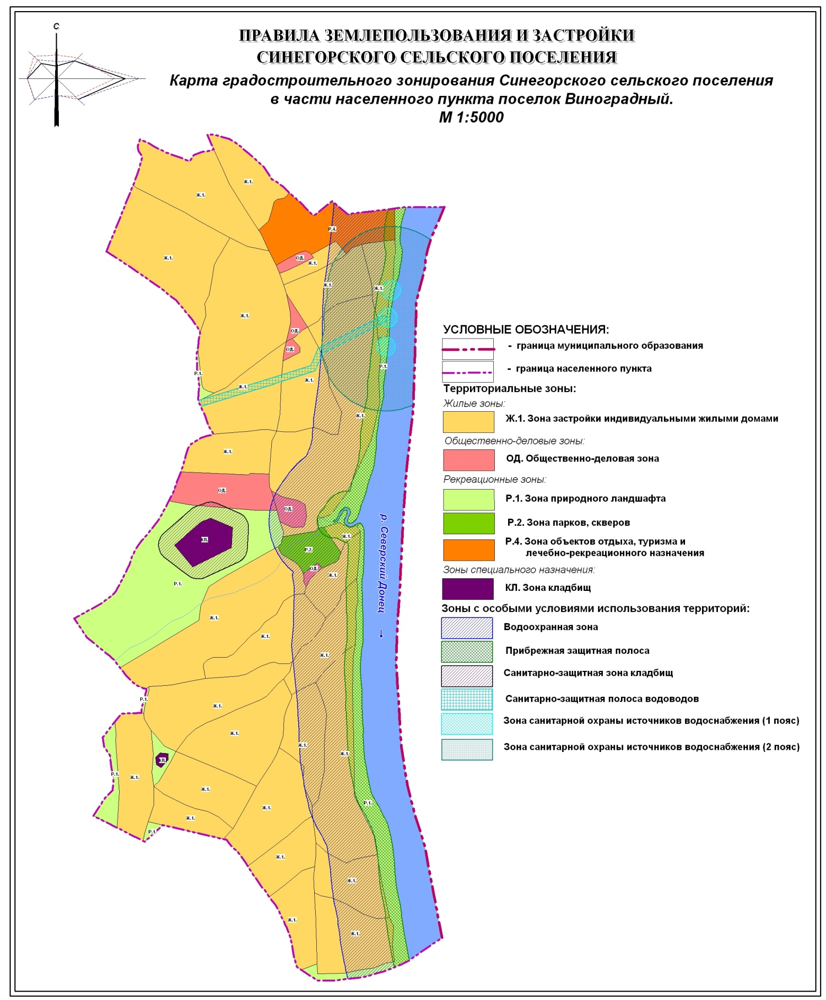 С
ПРАВИЛА ЗЕМЛЕПОЛЬЗОВАНИЯ И ЗАСТРОЙКИ
СИНЕГОРСКОГО СЕЛЬСКОГО ПОСЕЛЕНИЯ
Карта градостроительного зонирования Синегорского сельского поселения
в части населенного пункта поселок Виноградный.
М 1:5000
Ж.1.
Ж.1.
Р.4.
Ж.1.
ОД.
Ж.1.
Ж.1.
Ж.1.
Ж.1.
ОД.
ОД.
Р.1.
Р.1.
Ж.1.
Ж.1.
Ж.1.
Ж.1.
ОД.
ОД.
КЛ.
Ж.1.
Р.2.
ОД.
Ж.1.
Р.1.
Ж.1.
Ж.1.
Ж.1.
Р.1.
Ж.1.
Ж.1.
Ж.1.
Ж.1.
КЛ.
Р.1.
Ж.1.
Ж.1.
Р.1.
Ж.1.
Ж.1.
Р.1.
Ж.1.
Ж.1.
Ж.1.
Ж.1.
р. Северский Донец →
УСЛОВНЫЕ ОБОЗНАЧЕНИЯ:
- граница муниципального образования
- граница населенного пункта
Территориальные зоны:
Жилые зоны:
Ж.1. Зона застройки индивидуальными жилыми домами
Общественно-деловые зоны:
ОД. Общественно-деловая зона
Рекреационные зоны:
Р.1. Зона природного ландшафта
Р.2. Зона парков, скверов
Р.4. Зона объектов отдыха, туризма и
лечебно-рекреационного назначения
Зоны специального назначения:
КЛ. Зона кладбищ
Зоны с особыми условиями использования территорий:
Водоохранная зона
Прибрежная защитная полоса
Санитарно-защитная зона кладбищ
Санитарно-защитная полоса водоводов
Зона санитарной охраны источников водоснабжения (1 пояс)
Зона санитарной охраны источников водоснабжения (2 пояс)